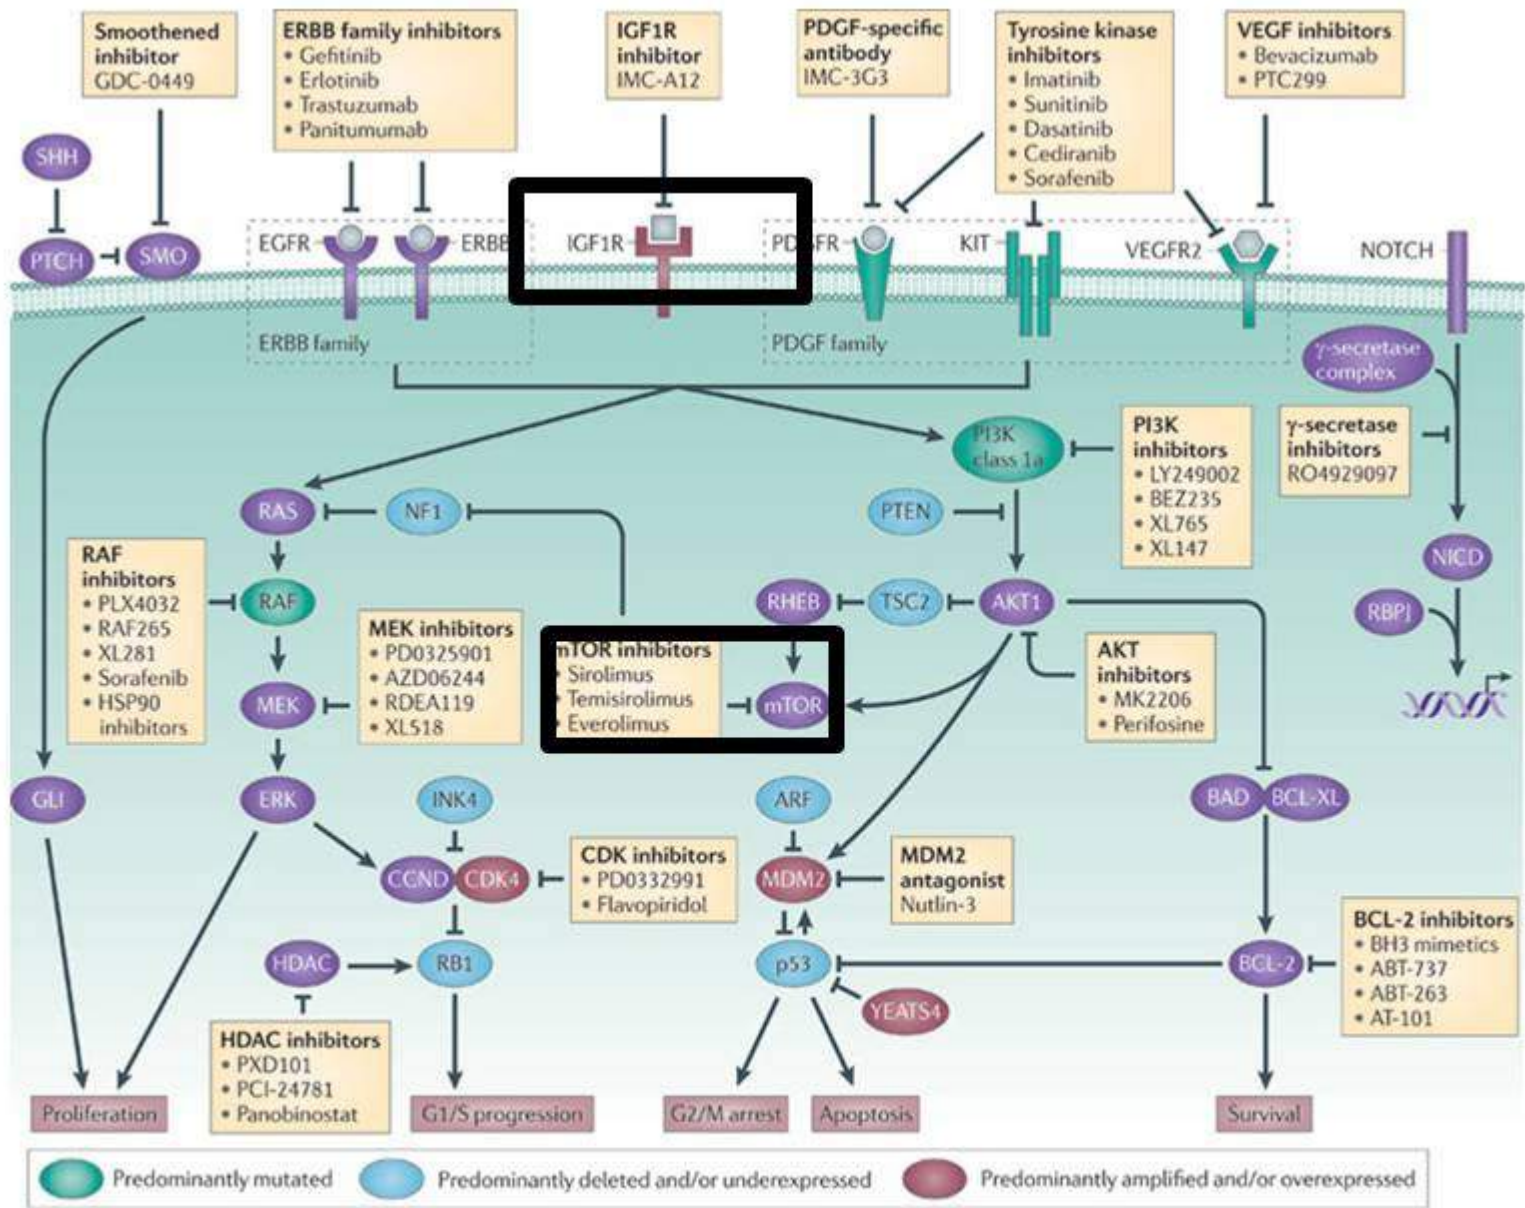 Smoothened
inhibitor
GDC-0449
ERBB family inhibitors
• Gefitinib
• Erlotinib
• Trastuzumab
• Panitumumab
IGF1R
inhibitor
IMC-A12
PDGF-specific
antibody
IMC-3G3
Tyrosine kinase
inhibitors
• Imatinib
• Sunitinib
• Dasatinib
• Cediranib
• Sorafenib
VEGF inhibitors
• Bevacizumab
• PTC299
SHH
PTCH
SMO
EGFR
ERBB
IGF1R
PDGFR
KIT
VEGFR2
NOTCH
ERBB family
PDGF family
γ-secretase
complex
PI3K
class 1a
PI3K
inhibitors
• LY249002
• BEZ235
• XL765
• XL147
γ-secretase
inhibitors
RO4929097
RAS
NF1
PTEN
NICD
RAF
inhibitors
• PLX4032
• RAF265
• XL281
• Sorafenib
• HSP90
inhibitors
RAF
RHEB
TSC2
AKT1
RBPJ
MEK inhibitors
• PD0325901
• AZD06244
• RDEA119
• XL518
mTOR inhibitors
• Sirolimus
• Temisirolimus
• Everolimus
AKT
inhibitors
• MK2206
• Perifosine
MEK
mTOR
GLI
ERK
INK4
ARF
BAD
BCL-XL
CCND
CDK4
CDK inhibitors
• PD0332991
• Flavopiridol
MDM2
MDM2
antagonist
Nutlin-3
BCL-2 inhibitors
• BH3 mimetics
• ABT-737
• ABT-263
• AT-101
HDAC
RB1
p53
BCL-2
YEATS4
HDAC inhibitors
• PXD101
• PCI-24781
• Panobinostat
Proliferation
G1/S progression
G2/M arrest
Apoptosis
Survival
Predominantly mutated
Predominantly deleted and/or underexpressed
Predominantly amplified and/or overexpressed